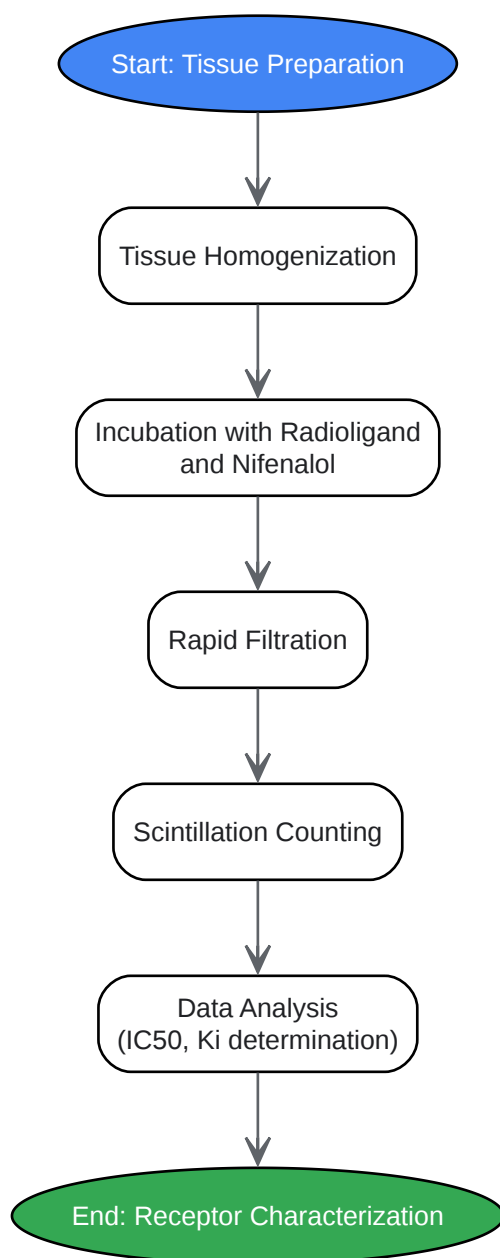 Start: Tissue Preparation
Tissue Homogenization
Incubation with Radioligand
and Nifenalol
Rapid Filtration
Scintillation Counting
Data Analysis
(IC50, Ki determination)
End: Receptor Characterization